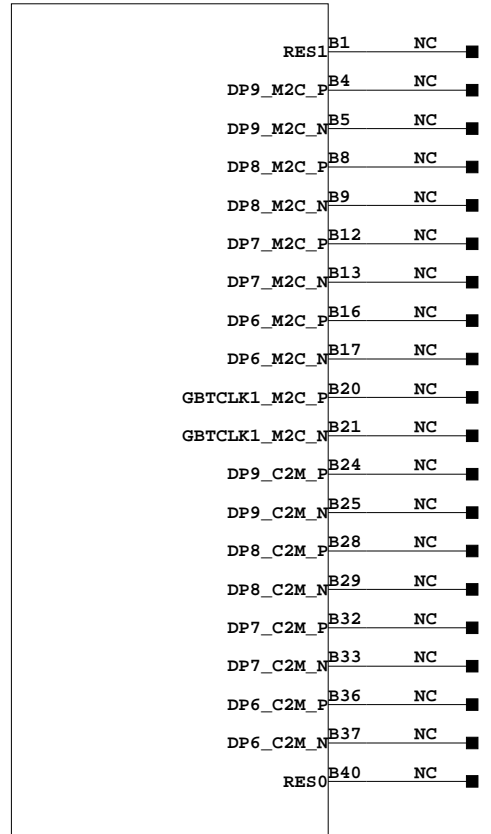 RES1 B1 NC
DP9_M2C_P B4 NC
DP9_M2C_N B5 NC
DP8_M2C_P B8 NC
DP8_M2C_N B9 NC
DP7_M2C_P B12 NC
DP7_M2C_N B13 NC
DP6_M2C_P B16 NC
DP6_M2C_N B17 NC
GBTCLK1_M2C_P B20 NC
GBTCLK1_M2C_N B21 NC
DP9_C2M_P B24 NC
DP9_C2M_N B25 NC
DP8_C2M_P B28 NC
DP8_C2M_N B29 NC
DP7_C2M_P B32 NC
DP7_C2M_N B33 NC
DP6_C2M_P B36 NC
DP6_C2M_N B37 NC
RES0 B40 NC